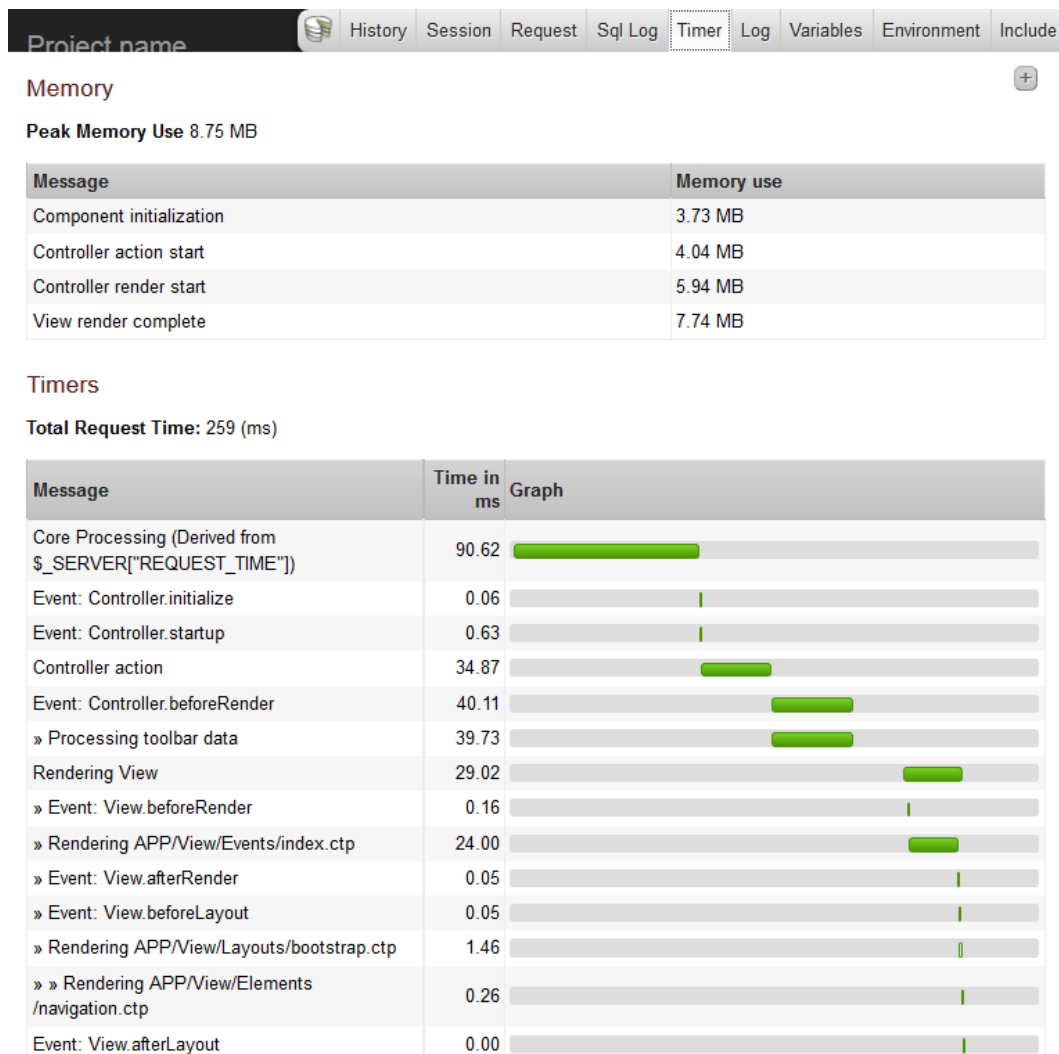 Project name
History Session Request Sql Log Timer Log Variables Environment Include
Memory
+
Peak Memory Use 8.75 MB
Message Memory use
Component initialization 3.73 MB
Controller action start 4.04 MB
Controller render start 5.94 MB
View render complete 7.74 MB
Timers
Total Request Time: 259 (ms)
Message Time in ms Graph
Core Processing (Derived from
$_SERVER["REQUEST_TIME"]) 90.62
Event: Controller.initialize 0.06
Event: Controller.startup 0.63
Controller action 34.87
Event: Controller.beforeRender 40.11
» Processing toolbar data 39.73
Rendering View 29.02
» Event: View.beforeRender 0.16
» Rendering APP/View/Events/index.ctp 24.00
» Event: View.afterRender 0.05
» Event: View.beforeLayout 0.05
» Rendering APP/View/Layouts/bootstrap.ctp 1.46
» » Rendering APP/View/Elements
/navigation.ctp 0.26
Event: View.afterLayout 0.00